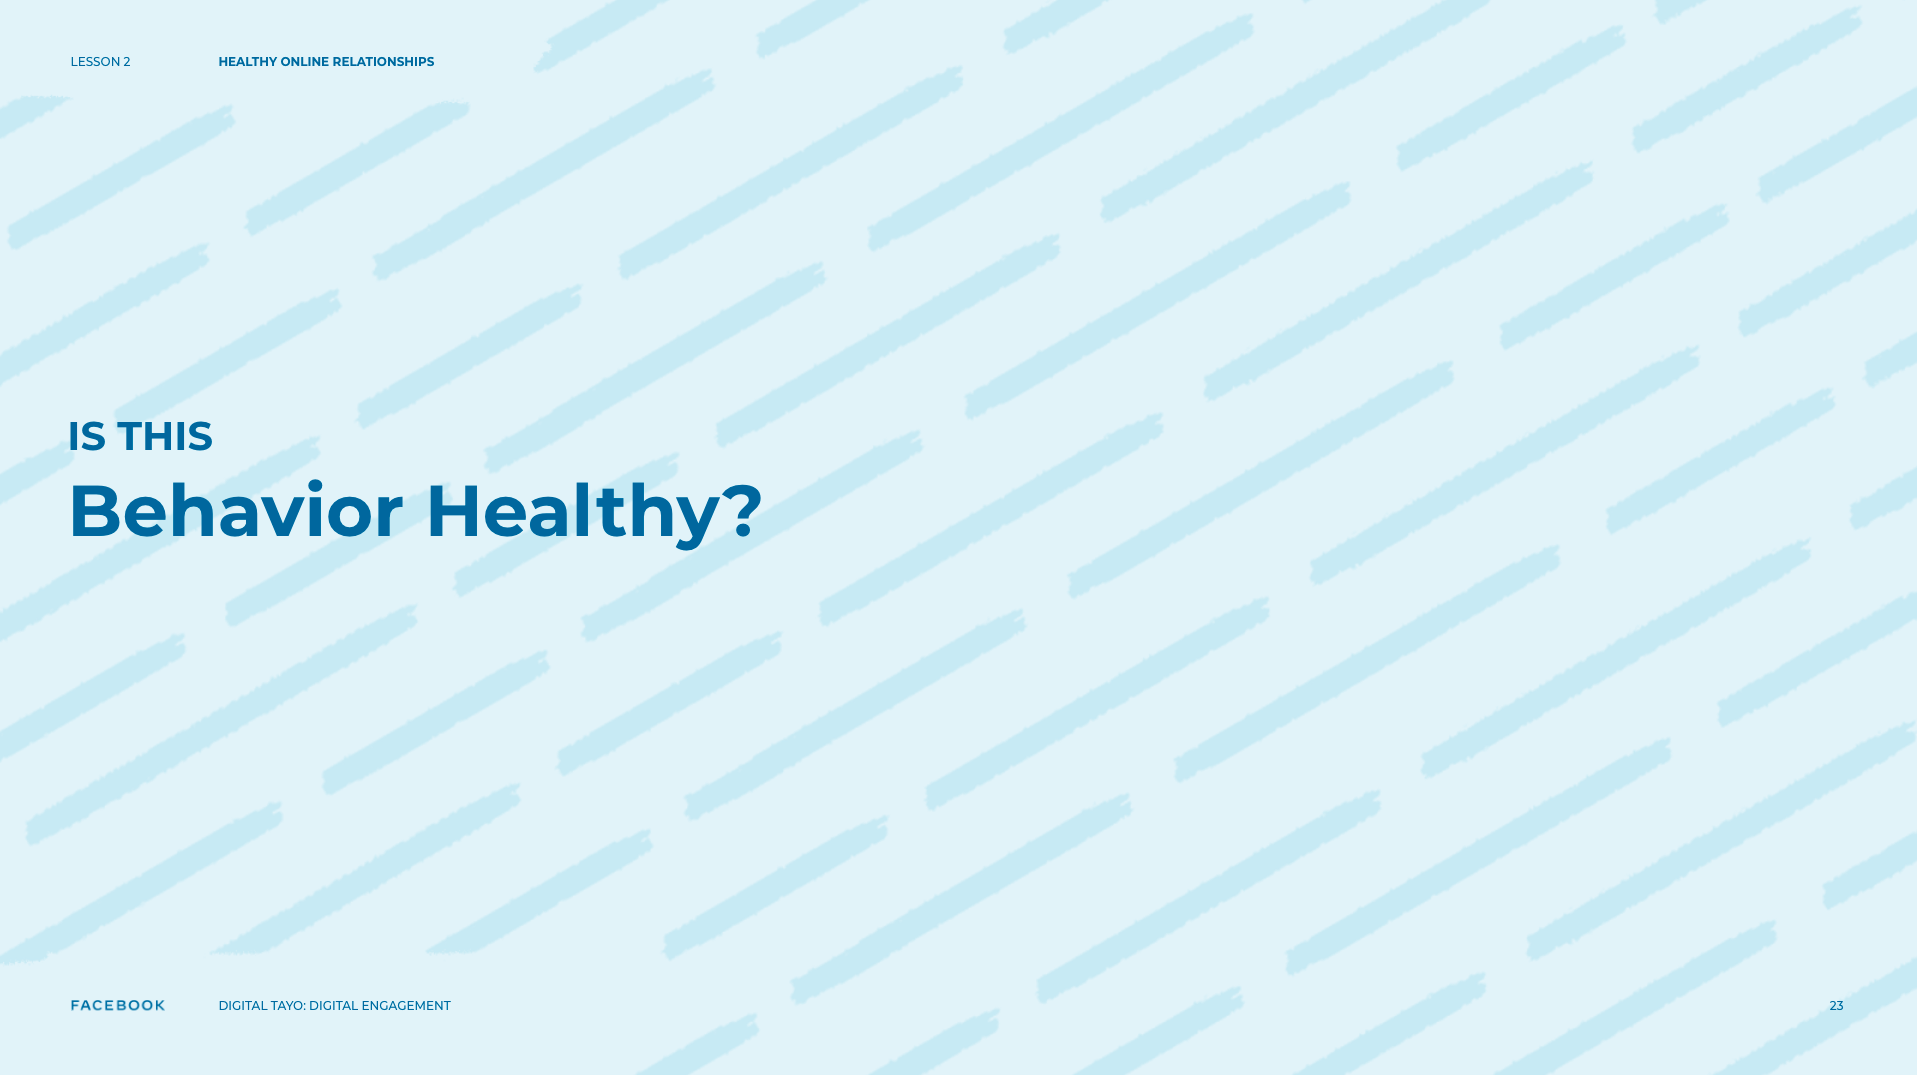 LESSON 2
HEALTHY ONLINE RELATIONSHIPS
IS THIS
Behavior Healthy?
FACEBOOK
DIGITAL TAYO: DIGITAL ENGAGEMENT
23